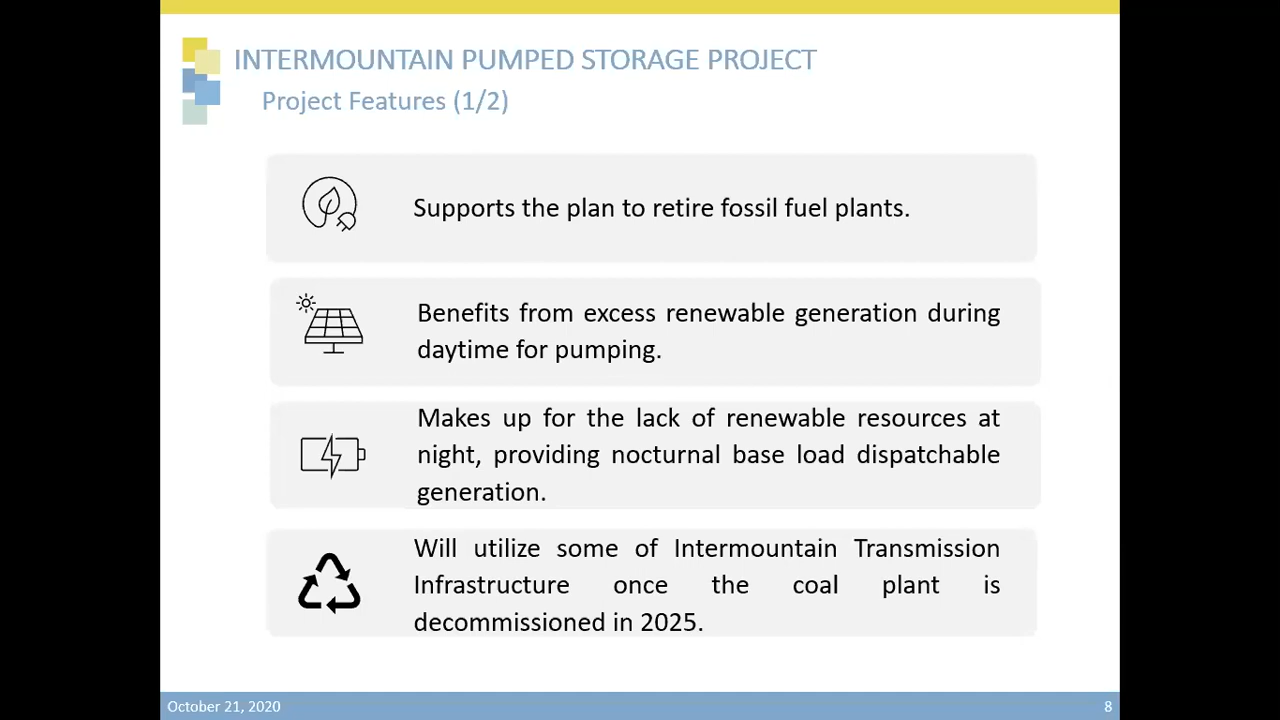 INTERMOUNTAIN PUMPED STORAGE PROJECT
Project Features (1/2)
Supports the plan to retire fossil fuel plants.
Benefits from excess renewable generation during
daytime for pumping.
Makes up for the lack of renewable resources at
night, providing nocturnal base load dispatchable
generation.
Will utilize some of Intermountain Transmission
Infrastructure once the coal plant is
decommissioned in 2025.
October 21, 2020
8